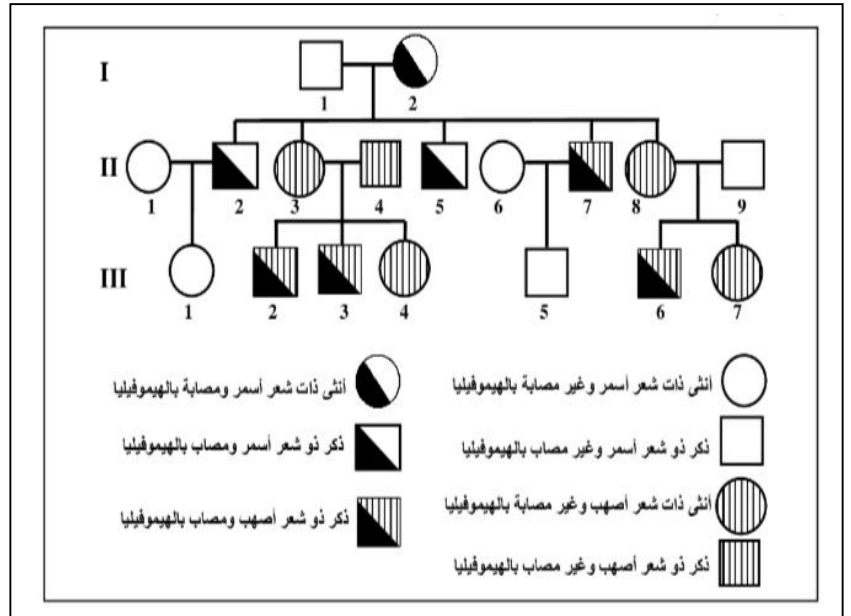 I
1 2
II
1 2 3 4 5 6 7 8 9
III
1 2 3 4 5 6 7
أنثى ذات شعر أسمر وغير مصابة بالهيموفيليا
أنثى ذات شعر أسمر ومصابة بالهيموفيليا
ذكر ذو شعر أسمر وغير مصاب بالهيموفيليا
ذكر ذو شعر أسمر ومصاب بالهيموفيليا
أنثى ذات شعر أصهب وغير مصابة بالهيموفيليا
ذكر ذو شعر أصهب ومصاب بالهيموفيليا
ذكر ذو شعر أصهب وغير مصاب بالهيموفيليا